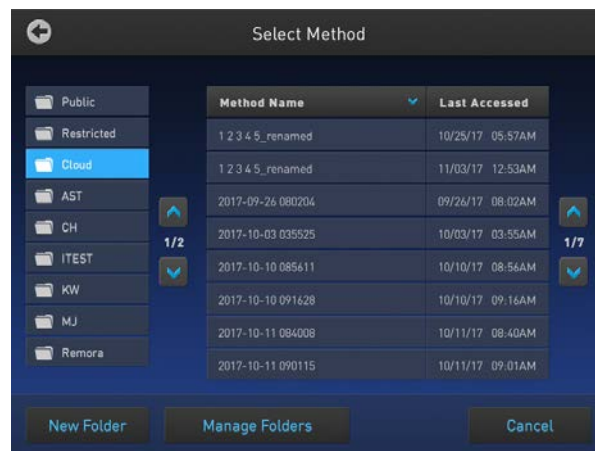 Select Method
Public
Restricted
Cloud
AST
CH
ITEST
KW
MJ
Remora
1/2
Method Name Last Accessed
1 2 3 4 5_renamed 10/25/17 05:57AM
1 2 3 4 5_renamed 11/03/17 12:53AM
2017-09-26 080204 09/26/17 08:02AM
2017-10-03 035525 10/03/17 03:55AM
2017-10-10 085611 10/10/17 08:56AM
2017-10-10 091628 10/10/17 09:16AM
2017-10-11 084008 10/11/17 08:40AM
2017-10-11 090115 10/11/17 09:01AM
1/7
New Folder Manage Folders Cancel